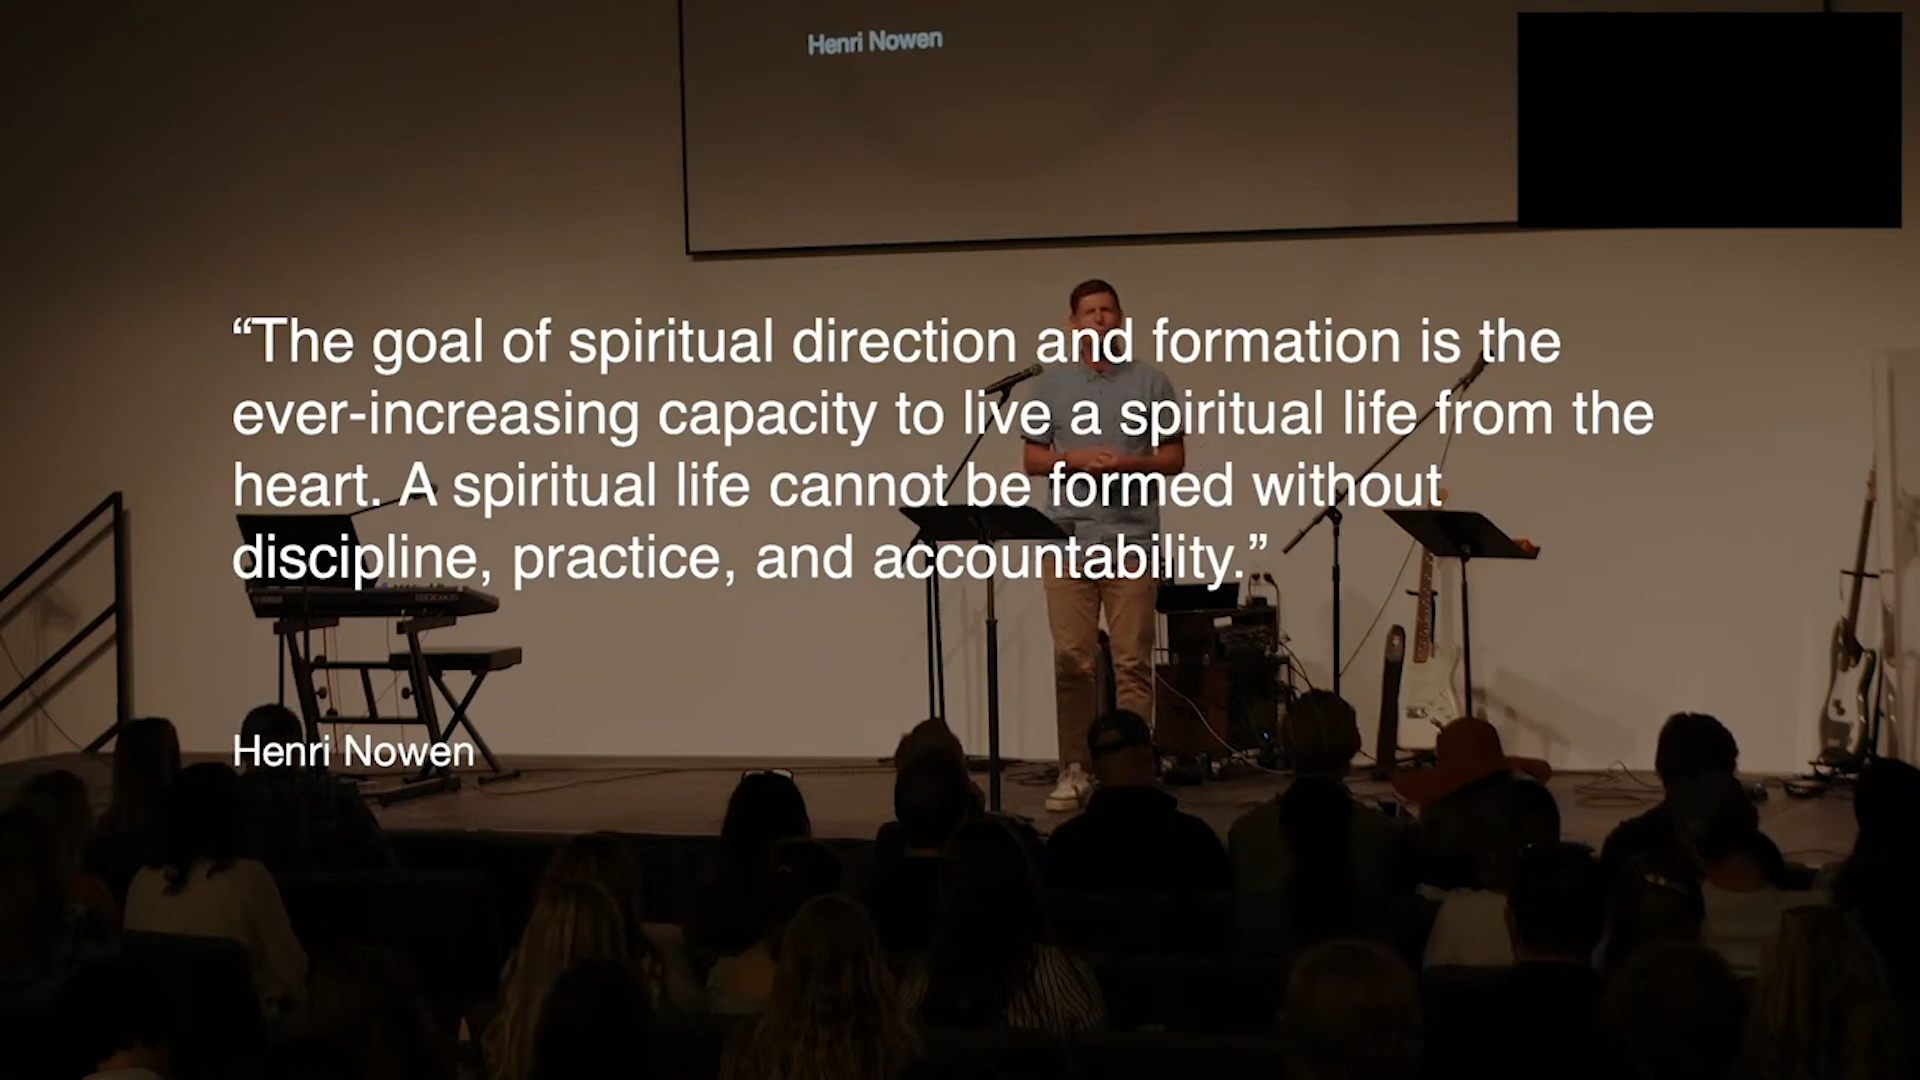 Henri Nowen
“The goal of spiritual direction and formation is the
ever-increasing capacity to live a spiritual life from the
heart. A spiritual life cannot be formed without
discipline, practice, and accountability.”
Henri Nowen